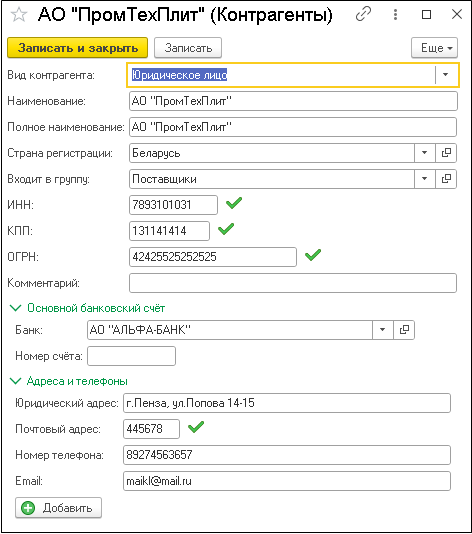 АО "ПромТехПлит" (Контрагенты)
Записать и закрыть Записать Еще
Вид контрагента: Юридическое лицо
Наименование: АО "ПромТехПлит"
Полное наименование: АО "ПромТехПлит"
Страна регистрации: Беларусь
Входит в группу: Поставщики
ИНН: 7893101031
КПП: 131141414
ОГРН: 42425525252525
Комментарий:
Основной банковский счёт
Банк: АО "АЛЬФА-БАНК"
Номер счёта:
Адреса и телефоны
Юридический адрес: г.Пенза, ул.Попова 14-15
Почтовый адрес: 445678
Номер телефона: 89274563657
Email: maikl@mail.ru
Добавить